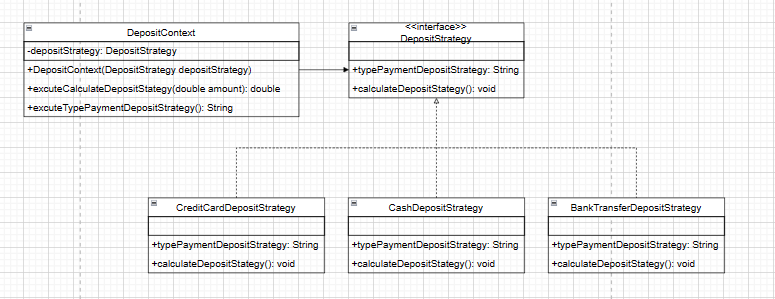 DepositContext
-depositStrategy: DepositStrategy
+DepositContext(DepositStrategy depositStrategy)
+excuteCalculateDepositStategy(double amount): double
+excuteTypePaymentDepositStrategy(): String
<<interface>>
DepositStrategy
+typePaymentDepositStrategy: String
+calculateDepositStategy(): void
CreditCardDepositStrategy
+typePaymentDepositStrategy: String
+calculateDepositStategy(): void
CashDepositStrategy
+typePaymentDepositStrategy: String
+calculateDepositStategy(): void
BankTransferDepositStrategy
+typePaymentDepositStrategy: String
+calculateDepositStategy(): void